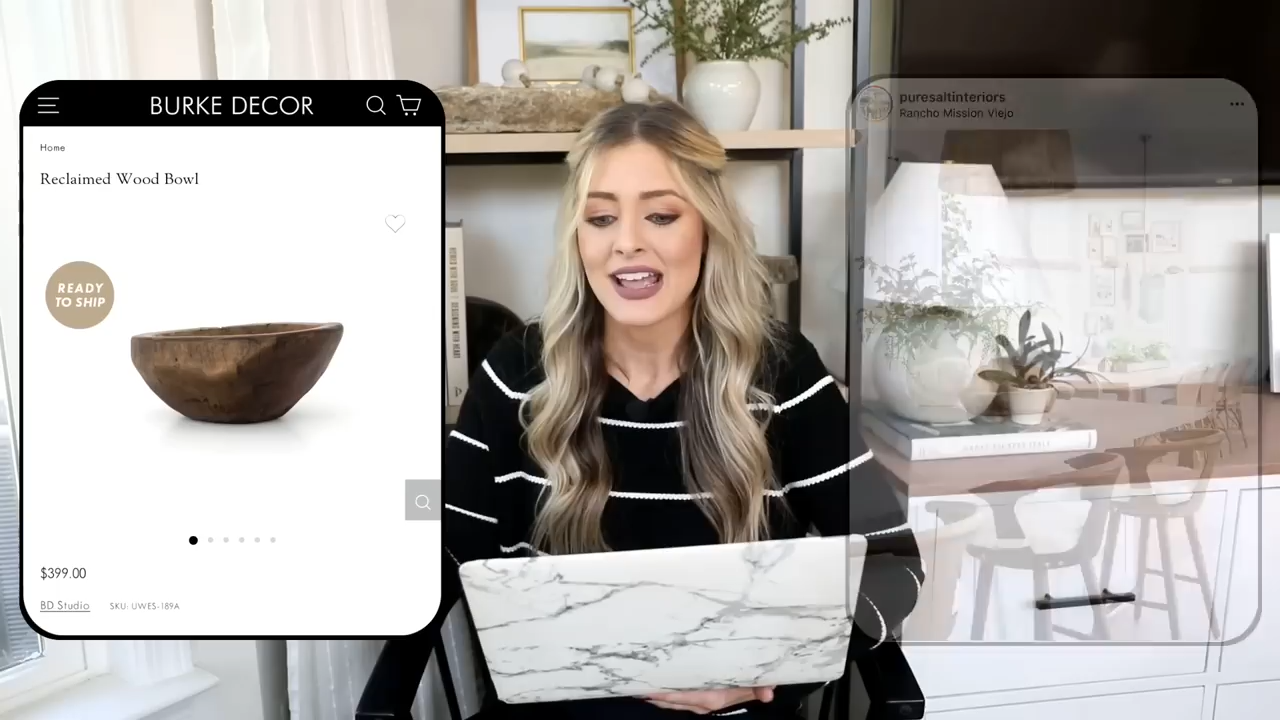 BURKE DECOR
Home
Reclaimed Wood Bowl
READY
TO SHIP
$399.00
BD Studio
SKU: UWES-189A
puresaltinteriors
Rancho Mission Viejo